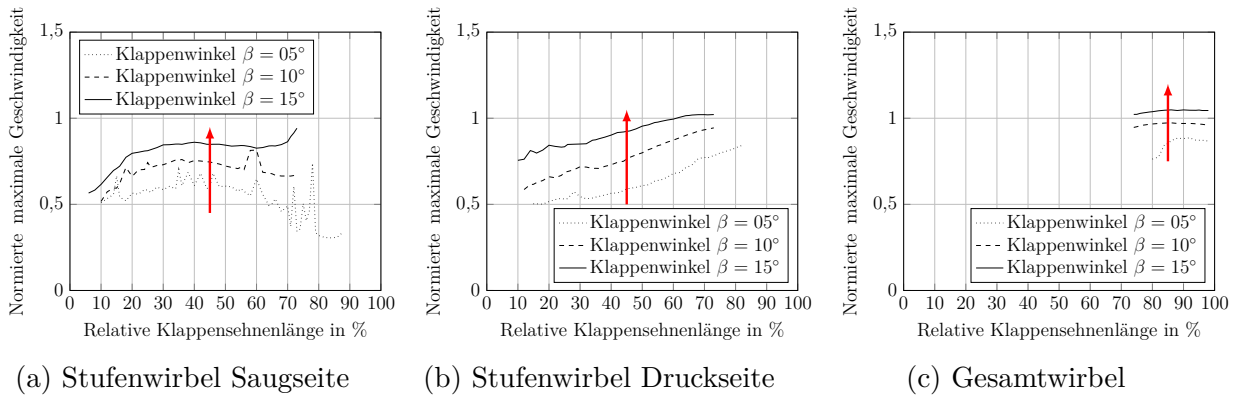 Normierte maximale Geschwindigkeit
1,5
1
0,5
0
Klappenwinkel β = 05°
Klappenwinkel β = 10°
Klappenwinkel β = 15°
0 10 20 30 40 50 60 70 80 90 100
Relative Klappensehnenlänge in %
(a) Stufenwirbel Saugseite
Normierte maximale Geschwindigkeit
1,5
1
0,5
0
Klappenwinkel β = 05°
Klappenwinkel β = 10°
Klappenwinkel β = 15°
0 10 20 30 40 50 60 70 80 90 100
Relative Klappensehnenlänge in %
(b) Stufenwirbel Druckseite
Normierte maximale Geschwindigkeit
1,5
1
0,5
0
Klappenwinkel β = 05°
Klappenwinkel β = 10°
Klappenwinkel β = 15°
0 10 20 30 40 50 60 70 80 90 100
Relative Klappensehnenlänge in %
(c) Gesamtwirbel